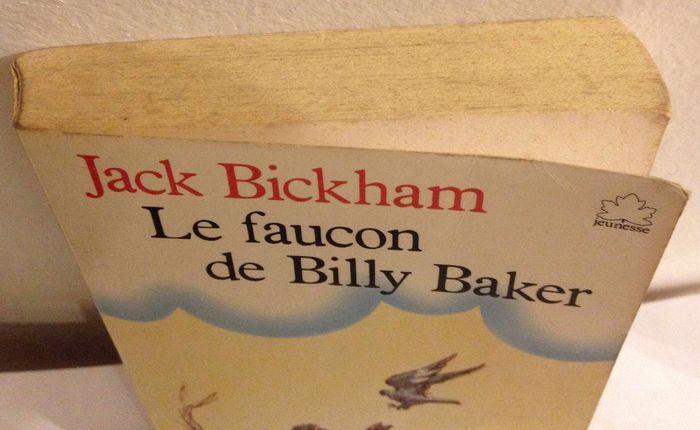 Jack Bickham
Le faucon
de Billy Baker
jeunesse